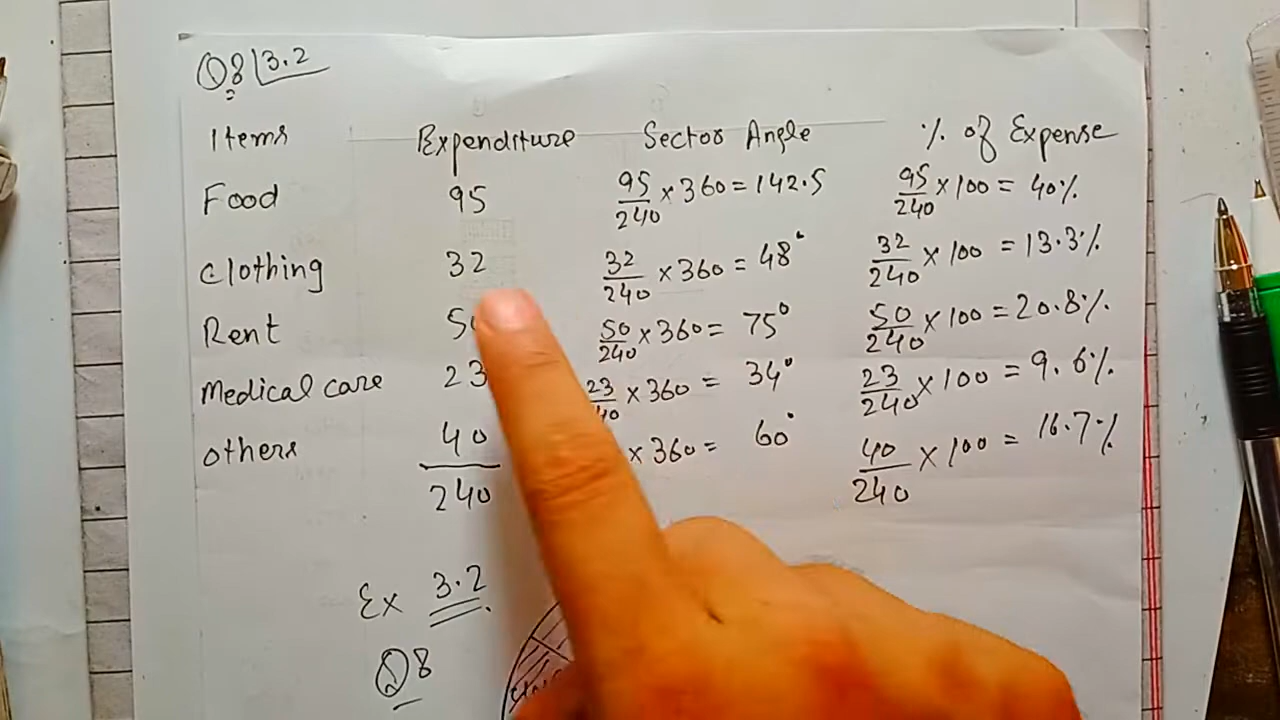 Q8 | 3.2
Items Expenditure Sector Angle % of Expense
Food 95 95/240 x 360 = 142.5 95/240 x 100 = 40%
Clothing 32 32/240 x 360 = 48° 32/240 x 100 = 13.3%
Rent 50/240 x 360 = 75° 50/240 x 100 = 20.8%
Medical care 23 x 360 = 34° 23/240 x 100 = 9.6%
others 40 x 360 = 60° 40/240 x 100 = 16.7%
240
Ex 3.2
Q8